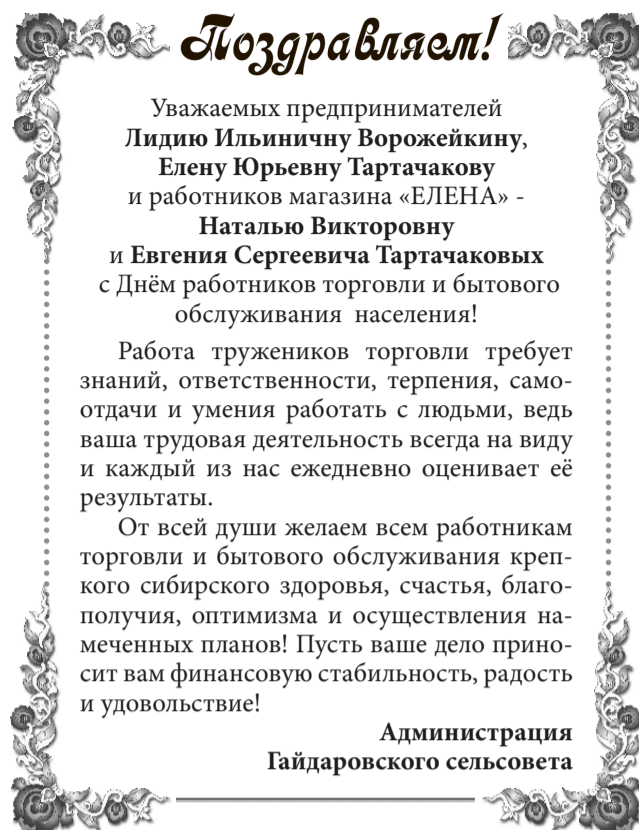 Поздравляем!
Уважаемых предпринимателей
Лидию Ильиничну Ворожейкину,
Елену Юрьевну Тартачакову
и работников магазина «ЕЛЕНА» -
Наталью Викторовну
и Евгения Сергеевича Тартачаковых
с Днём работников торговли и бытового
обслуживания населения!
Работа тружеников торговли требует
знаний, ответственности, терпения, само-
отдачи и умения работать с людьми, ведь
ваша трудовая деятельность всегда на виду
и каждый из нас ежедневно оценивает её
результаты.
От всей души желаем всем работникам
торговли и бытового обслуживания креп-
кого сибирского здоровья, счастья, благо-
получия, оптимизма и осуществления на-
меченных планов! Пусть ваше дело прино-
сит вам финансовую стабильность, радость
и удовольствие!
Администрация
Гайдаровского сельсовета